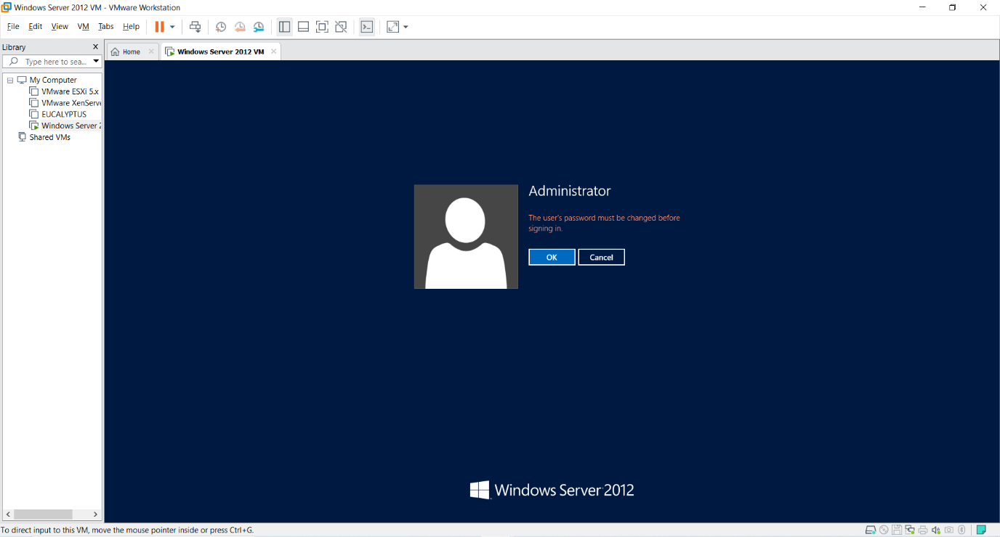 Windows Server 2012 VM - VMware Workstation
File Edit View VM Tabs Help
Library
Type here to sea...
My Computer
VMware ESXi 5.x
VMware XenServe
EUCALYPTUS
Windows Server 2
Shared VMs
Home
Windows Server 2012 VM
Administrator
The user's password must be changed before
signing in.
OK Cancel
Windows Server 2012
To direct input to this VM, move the mouse pointer inside or press Ctrl+G.